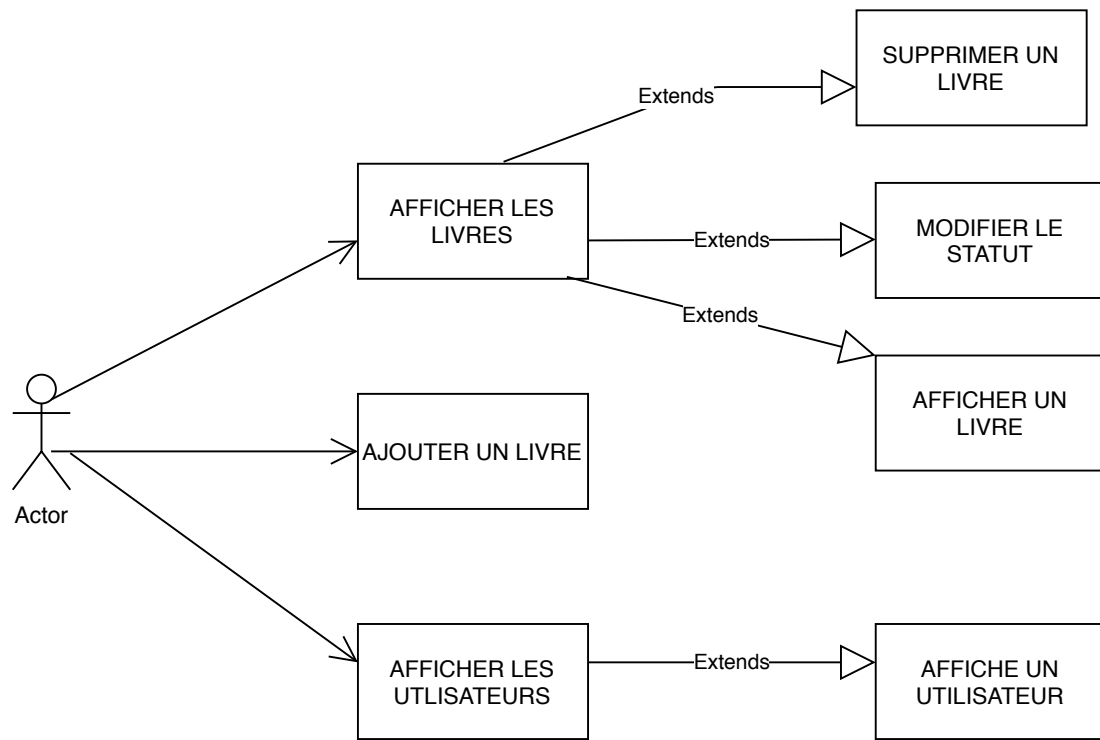 SUPPRIMER UN
LIVRE
Extends
AFFICHER LES
LIVRES
Extends
MODIFIER LE
STATUT
Extends
AFFICHER UN
LIVRE
AJOUTER UN LIVRE
Actor
AFFICHER LES
UTLISATEURS
Extends
AFFICHE UN
UTILISATEUR